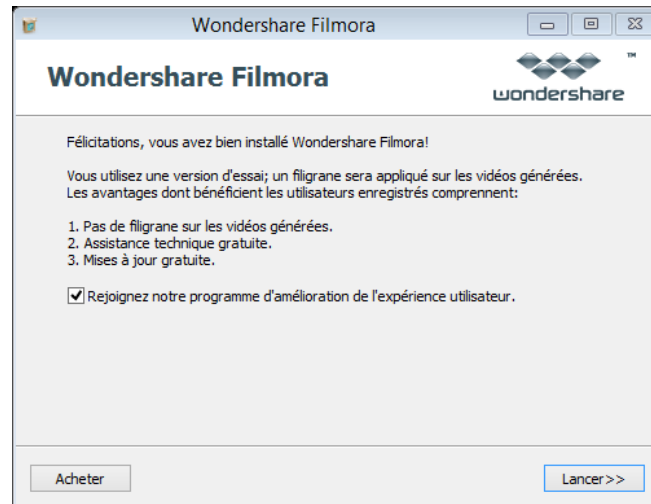 Wondershare Filmora
Wondershare Filmora
wondershare
TM
Félicitations, vous avez bien installé Wondershare Filmora!
Vous utilisez une version d'essai; un filigrane sera appliqué sur les vidéos générées.
Les avantages dont bénéficient les utilisateurs enregistrés comprennent:
1. Pas de filigrane sur les vidéos générées.
2. Assistance technique gratuite.
3. Mises à jour gratuite.
Rejoignez notre programme d'amélioration de l'expérience utilisateur.
Acheter
Lancer>>